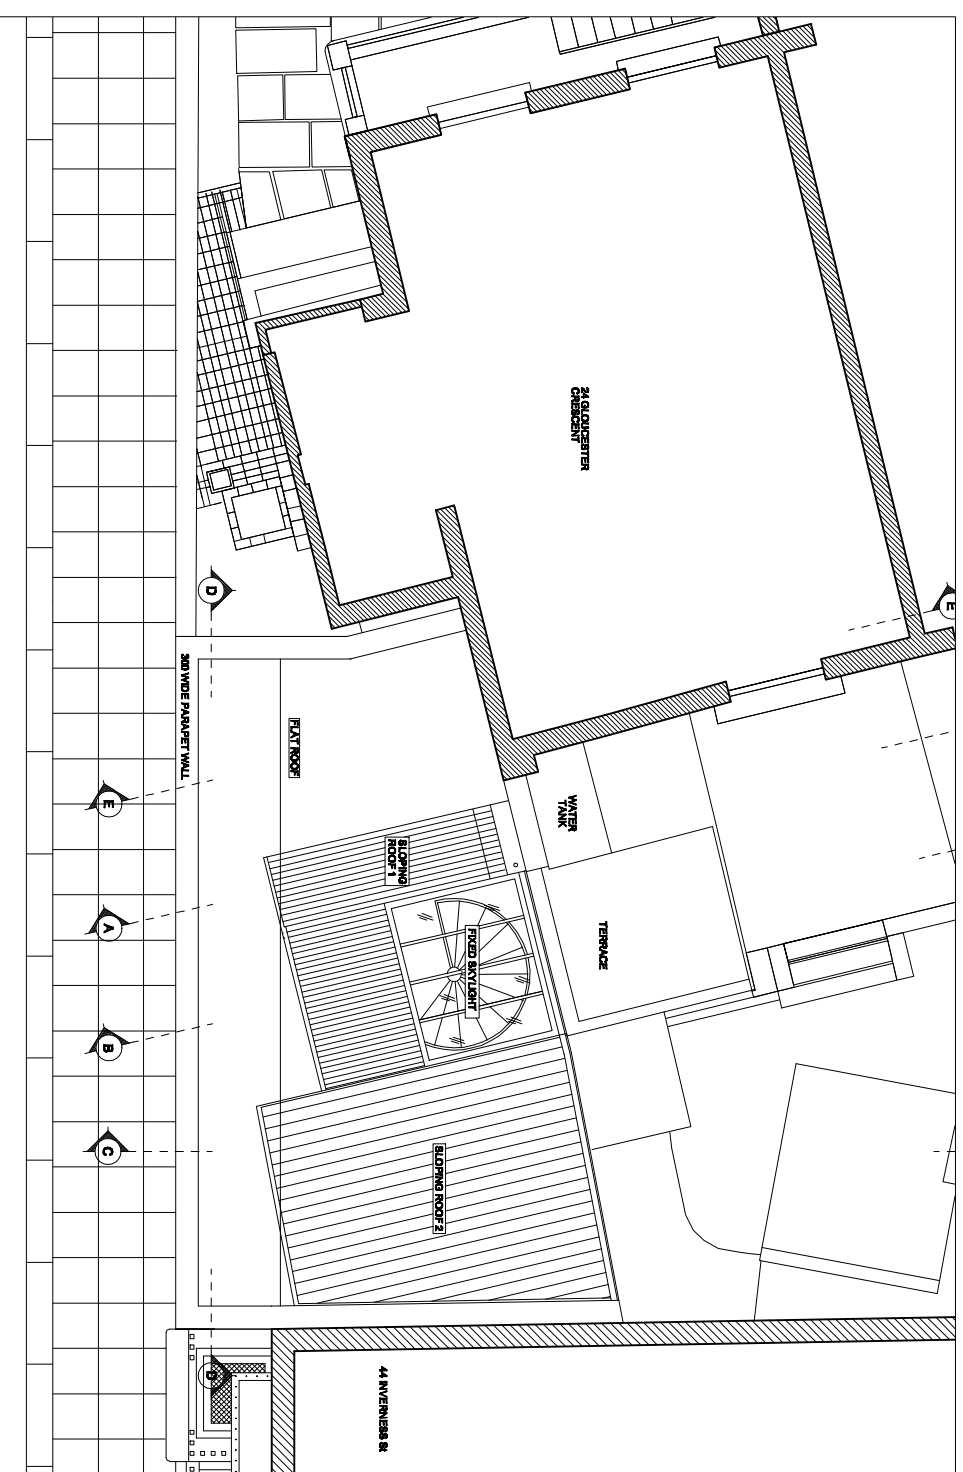 24 GLOUCESTER
CRESCENT
E
D
300 WIDE PARAPET WALL
FLAT ROOF
WATER
TANK
E
SLOPING
ROOF 1
A
FIXED SKYLIGHT
TERRACE
B
C
SLOPING ROOF 2
D
44 INVERNESS St